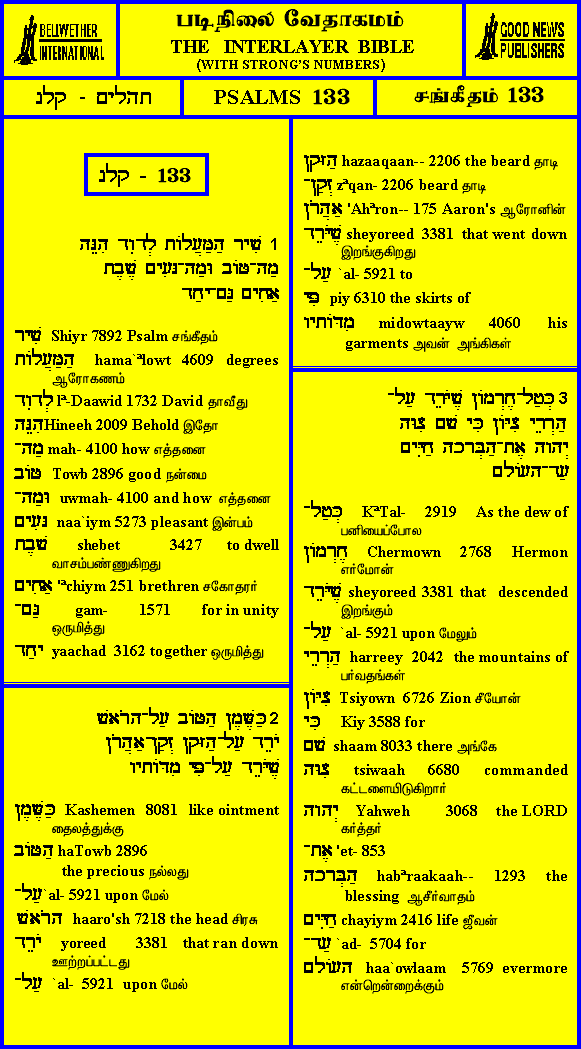 BELLWETHER
INTERNATIONAL
படிநிலை வேதாகமம்
THE INTERLAYER BIBLE
(WITH STRONG'S NUMBERS)
GOOD NEWS
PUBLISHERS
תהלים - קלג
PSALMS 133
சங்கீதம் 133
קלג - 133
1 שִׁיר הַמַּעֲלוֹת לְדָוִד הִנֵּה
מַה־טּוֹב וּמַה־נָּעִים שֶׁבֶת
אַחִים גַּם־יָחַד
שִׁיר Shiyr 7892 Psalm சங்கீதம்
הַמַּעֲלוֹת hama`ªlowt 4609 degrees
ஆரோகணம்
לְדָוִד lª-Daawid 1732 David தாவீது
הִנֵּה Hineeh 2009 Behold இதோ
מַה־ mah- 4100 how எத்தனை
טּוֹב Towb 2896 good நன்மை
וּמַה־ uwmah- 4100 and how எத்தனை
נָּעִים naa`iym 5273 pleasant இன்பம்
שֶׁבֶת shebet 3427 to dwell
வாசம்பண்ணுகிறது
אַחִים 'ªchiym 251 brethren சகோதரர்
גַּם־ gam- 1571 for in unity
ஒருமித்து
יָחַד yaachad 3162 together ஒருமித்து
2 כַּשֶּׁמֶן הַטּוֹב עַל־הָרֹאשׁ
יֹרֵד עַל־הַזָּקָן זְקַן־אַהֲרֹן
שֶׁיֹּרֵד עַל־פִּי מִדּוֹתָיו
כַּשֶּׁמֶן Kashemen 8081 like ointment
தைலத்துக்கு
הַטּוֹב haTowb 2896
the precious நல்லது
עַל־ `al- 5921 upon மேல்
הָרֹאשׁ haaro'sh 7218 the head சிரசு
יֹרֵד yoreed 3381 that ran down
ஊற்றப்பட்டது
עַל־ `al- 5921 upon மேல்
הַזָּקָן hazaaqaan-- 2206 the beard தாடி
זְקַן־ zªqan- 2206 beard தாடி
אַהֲרֹן 'Ahªron-- 175 Aaron's ஆரோனின்
שֶׁיֹּרֵד sheyoreed 3381 that went down
இறங்குகிறது
עַל־ `al- 5921 to
פִּי piy 6310 the skirts of
מִדּוֹתָיו midowtaayw 4060 his
garments அவன் அங்கிகள்
3 כְּטַל־חֶרְמוֹן שֶׁיֹּרֵד עַל־
הַרְרֵי צִיּוֹן כִּי שָׁם צִוָּה
יְהוָה אֶת־הַבְּרָכָה חַיִּים
עַד־הָעוֹלָם
כְּטַל־ KªTal- 2919 As the dew of
பனியைப்போல
חֶרְמוֹן Chermown 2768 Hermon
எர்மோன்
שֶׁיֹּרֵד sheyoreed 3381 that descended
இறங்கும்
עַל־ `al- 5921 upon மேலும்
הַרְרֵי harreey 2042 the mountains of
பர்வதங்கள்
צִיּוֹן Tsiyown 6726 Zion சீயோன்
כִּי Kiy 3588 for
שָׁם shaam 8033 there அங்கே
צִוָּה tsiwaah 6680 commanded
கட்டளையிடுகிறார்
יְהוָה Yahweh 3068 the LORD
கர்த்தர்
אֶת־ 'et- 853
הַבְּרָכָה habªraakaah-- 1293 the
blessing ஆசீர்வாதம்
חַיִּים chayiym 2416 life ஜீவன்
עַד־ `ad- 5704 for
הָעוֹלָם haa`owlaam 5769 evermore
என்றென்றைக்கும்